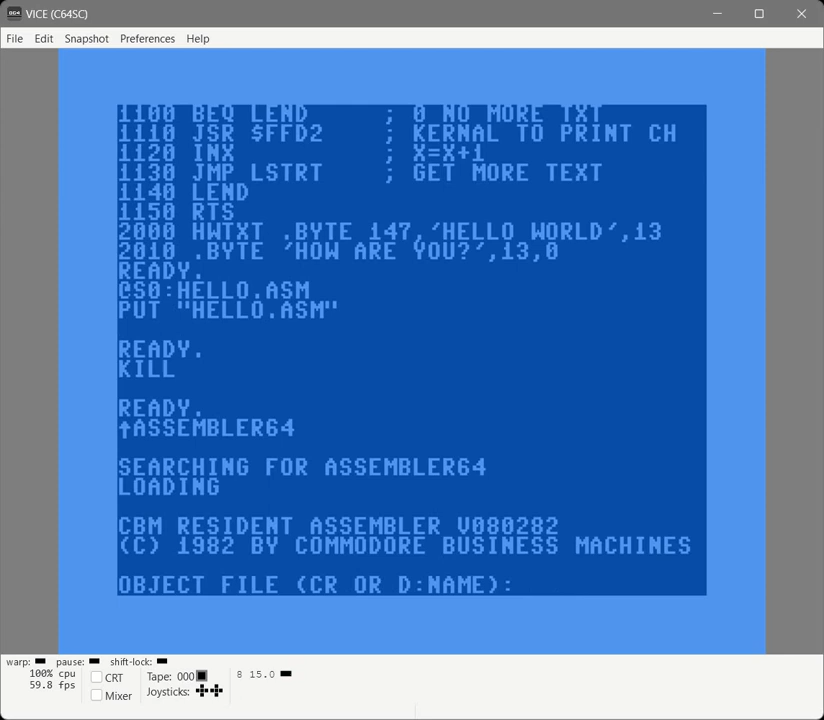 VICE (C64SC)
File Edit Snapshot Preferences Help
1100 BEQ LEND ; 0 NO MORE TXT
1110 JSR $FFD2 ; KERNAL TO PRINT CH
1120 INX ; X=X+1
1130 JMP LSTRT ; GET MORE TEXT
1140 LEND
1150 RTS
2000 HWTXT .BYTE 147,'HELLO WORLD',13
2010 .BYTE 'HOW ARE YOU?',13,0
READY.
@S0:HELLO.ASM
PUT "HELLO.ASM"
READY.
KILL
READY.
↑ASSEMBLER64
SEARCHING FOR ASSEMBLER64
LOADING
CBM RESIDENT ASSEMBLER V080282
(C) 1982 BY COMMODORE BUSINESS MACHINES
OBJECT FILE (CR OR D:NAME):
warp: pause: shift-lock:
100% cpu
59.8 fps
CRT
Mixer
Tape: 000
Joysticks:
8 15.0